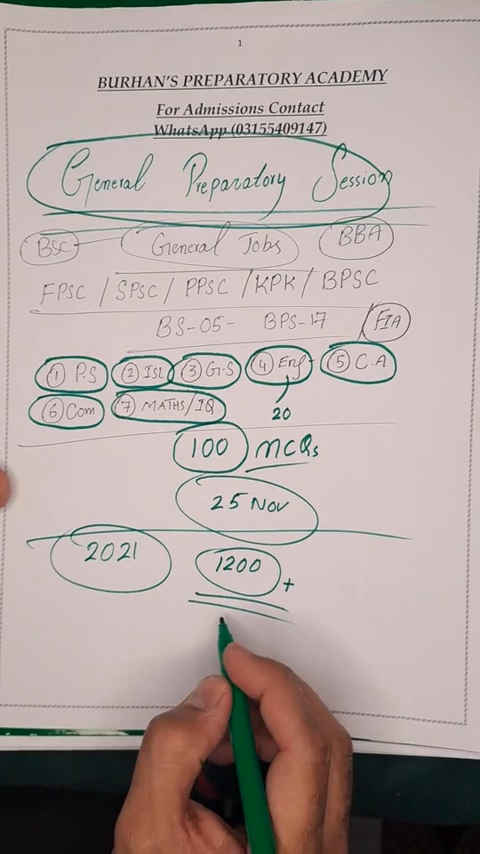 1
BURHAN'S PREPARATORY ACADEMY
For Admissions Contact
WhatsApp (03155409147)
General Preparatory Session
BSC General Jobs BBA
FPSC / SPSC / PPSC / KPK / BPSC
BS-05- BPS-17 FIA
① P.S ② ISL ③ G.S ④ Eng ⑤ C.A
⑥ Com ⑦ MATHS/IQ 20
100 MCQs
25 Nov
2021 1200+